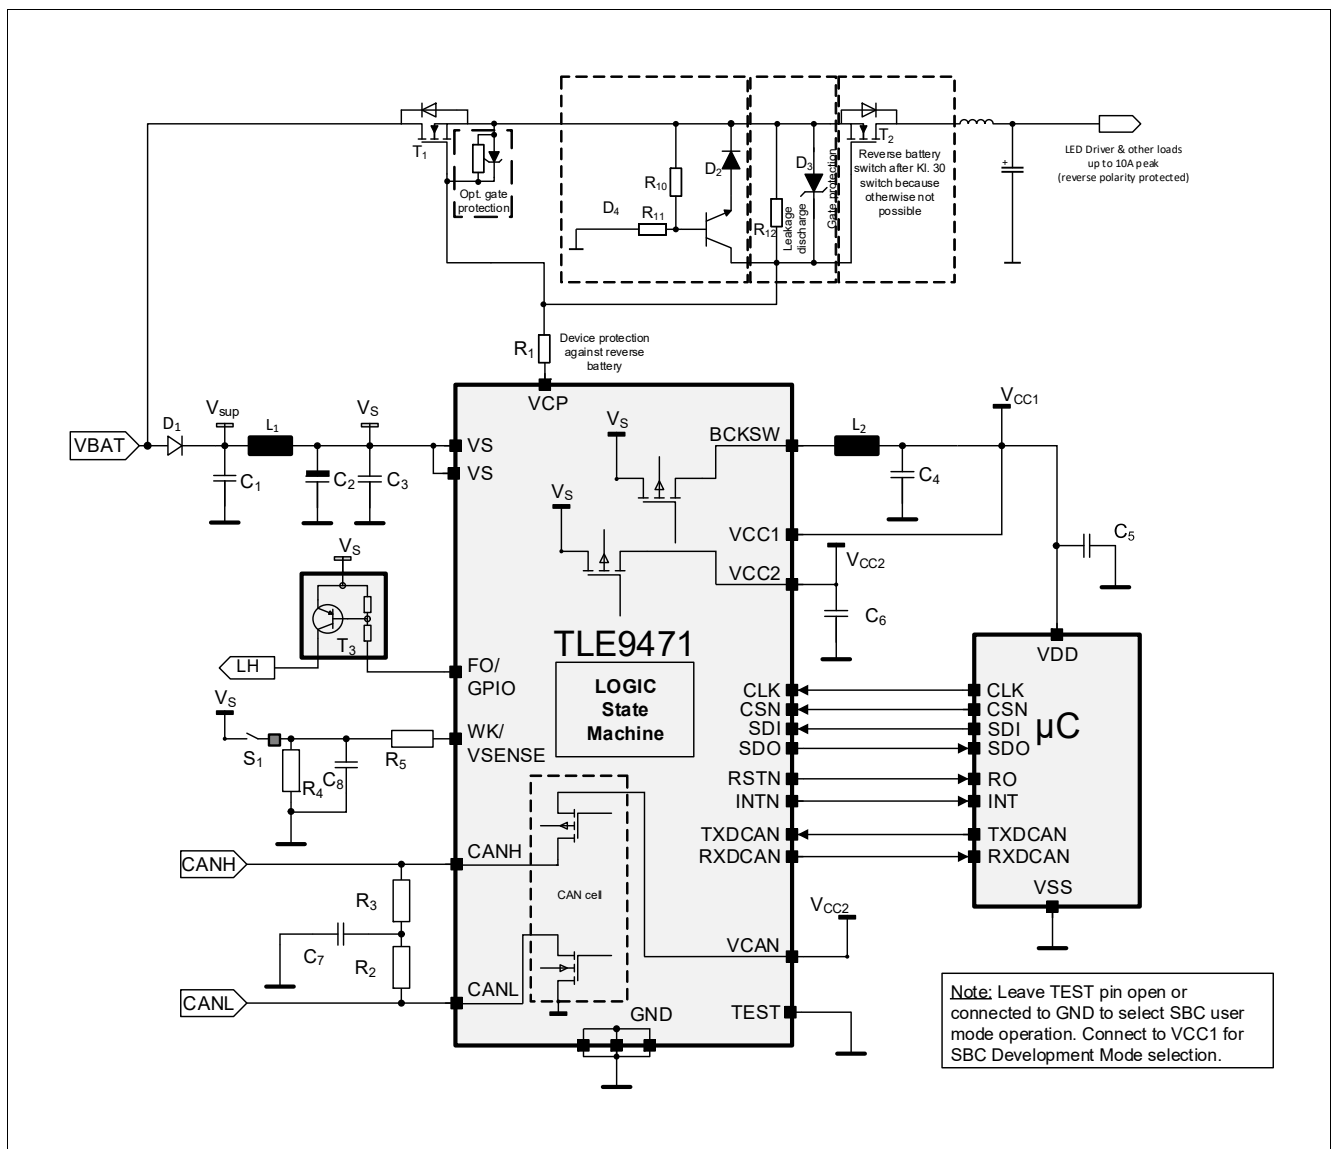 T1
Opt. gate
protection
D4
R10
R11
D2
R12
Leakage
discharge
D3
Gate protection
T2
Reverse battery
switch after Kl. 30
switch because
otherwise not
possible
+
LED Driver & other loads
up to 10A peak
(reverse polarity protected)
R1
Device protection
against reverse
battery
VCP
VBAT
D1
Vsup
L1
VS
C1
C2
C3
VS
VS
VS
VS
BCKSW
L2
VCC1
C4
VCC1
VCC2
VCC2
C5
C6
VS
T3
LH
FO/
GPIO
TLE9471
LOGIC
State
Machine
VS
S1
R4
C8
R5
WK/
VSENSE
CLK
CSN
SDI
SDO
RSTN
INTN
TXDCAN
RXDCAN
VDD
µC
CLK
CSN
SDI
SDO
RO
INT
TXDCAN
RXDCAN
VSS
CANH
CANH
R3
C7
R2
CANL
CANL
CAN cell
VCC2
VCAN
TEST
GND
Note: Leave TEST pin open or
connected to GND to select SBC user
mode operation. Connect to VCC1 for
SBC Development Mode selection.